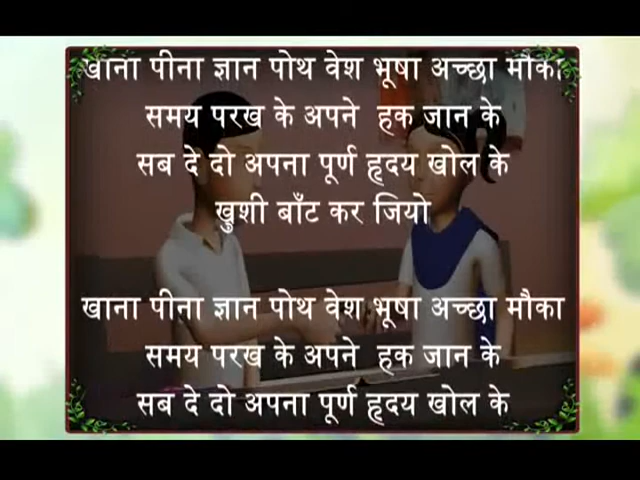 खाना पीना ज्ञान पोथ वेश भूषा अच्छा मौका
समय परख के अपने हक जान के
सब दे दो अपना पूर्ण हृदय खोल के
खुशी बाँट कर जियो
खाना पीना ज्ञान पोथ वेश भूषा अच्छा मौका
समय परख के अपने हक जान के
सब दे दो अपना पूर्ण हृदय खोल के